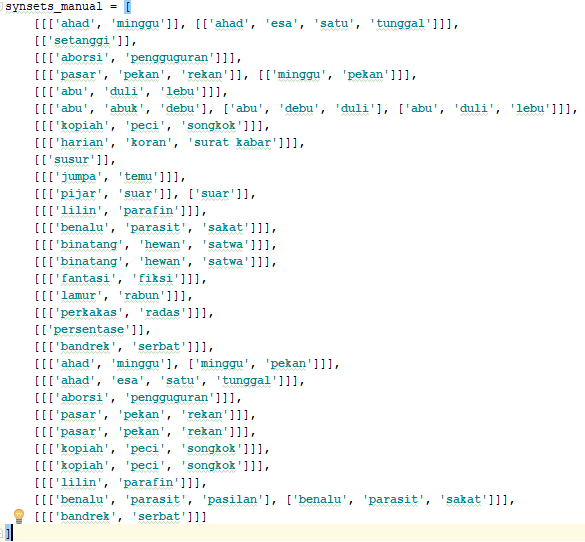 synsets_manual = [
[[['ahad', 'minggu']], [['ahad', 'esa', 'satu', 'tunggal']]],
[['setanggi']],
[[['aborsi', 'pengguguran']]],
[[['pasar', 'pekan', 'rekan']], [['minggu', 'pekan']]],
[[['abu', 'duli', 'lebu']]],
[[['abu', 'abuk', 'debu'], ['abu', 'debu', 'duli'], ['abu', 'duli', 'lebu']]],
[[['kopiah', 'peci', 'songkok']]],
[[['harian', 'koran', 'surat kabar']]],
[['susur']],
[[['jumpa', 'temu']]],
[[['pijar', 'suar']], ['suar']],
[[['lilin', 'parafin']]],
[[['benalu', 'parasit', 'sakat']]],
[[['binatang', 'hewan', 'satwa']]],
[[['binatang', 'hewan', 'satwa']]],
[[['fantasi', 'fiksi']]],
[[['lamur', 'rabun']]],
[[['perkakas', 'radas']]],
[['persentase']],
[[['bandrek', 'serbat']]],
[[['ahad', 'minggu'], ['minggu', 'pekan']]],
[[['ahad', 'esa', 'satu', 'tunggal']]],
[[['aborsi', 'pengguguran']]],
[[['pasar', 'pekan', 'rekan']]],
[[['pasar', 'pekan', 'rekan']]],
[[['kopiah', 'peci', 'songkok']]],
[[['kopiah', 'peci', 'songkok']]],
[[['lilin', 'parafin']]],
[[['benalu', 'parasit', 'pasilan'], ['benalu', 'parasit', 'sakat']]],
[[['bandrek', 'serbat']]]
]